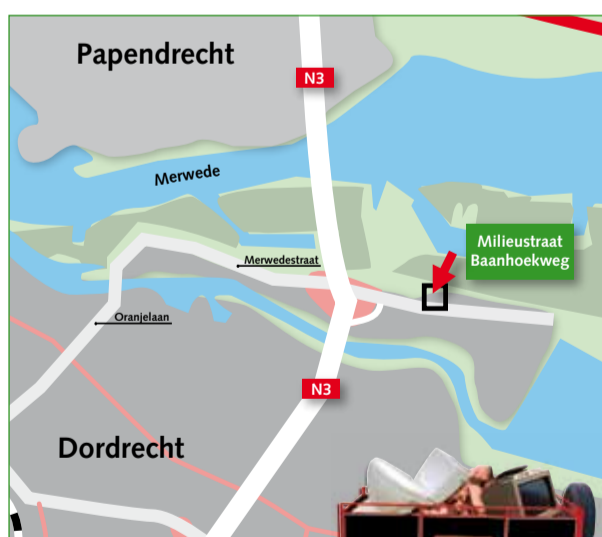 Papendrecht
N3
Merwede
Milieustraat
Baanhoekweg
Merwedestraat
Oranjelaan
N3
Dordrecht